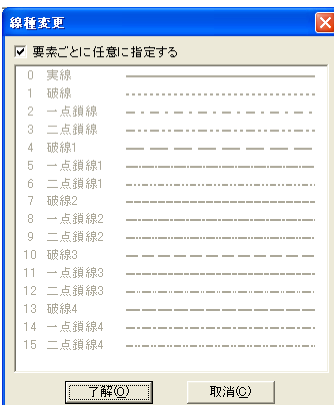 線種変更
要素ごとに任意に指定する
0 実線
1 破線
2 一点鎖線
3 二点鎖線
4 破線1
5 一点鎖線1
6 二点鎖線1
7 破線2
8 一点鎖線2
9 二点鎖線2
10 破線3
11 一点鎖線3
12 二点鎖線3
13 破線4
14 一点鎖線4
15 二点鎖線4
了解(O) 取消(C)